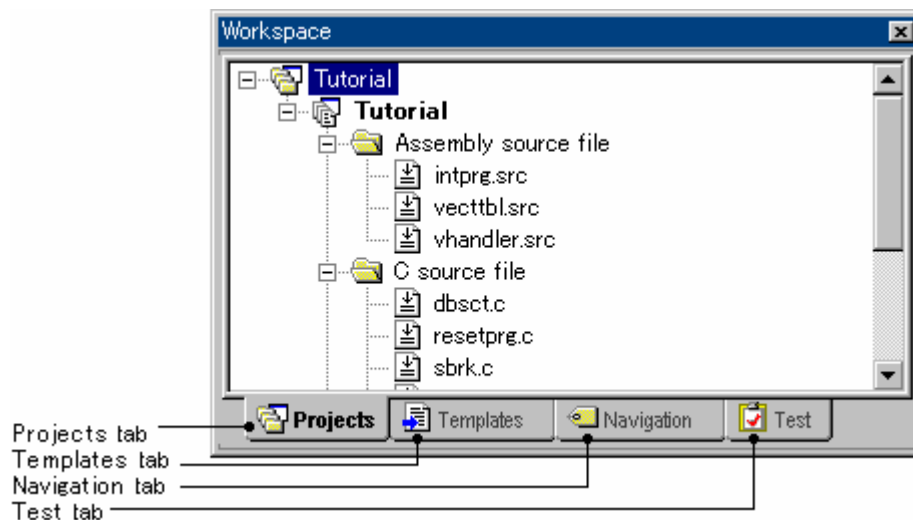 Workspace
Tutorial
Tutorial
Assembly source file
intprg.src
vecttbl.src
vhandler.src
C source file
dbsct.c
resetprg.c
sbrk.c
Projects Templates Navigation Test
Projects tab
Templates tab
Navigation tab
Test tab